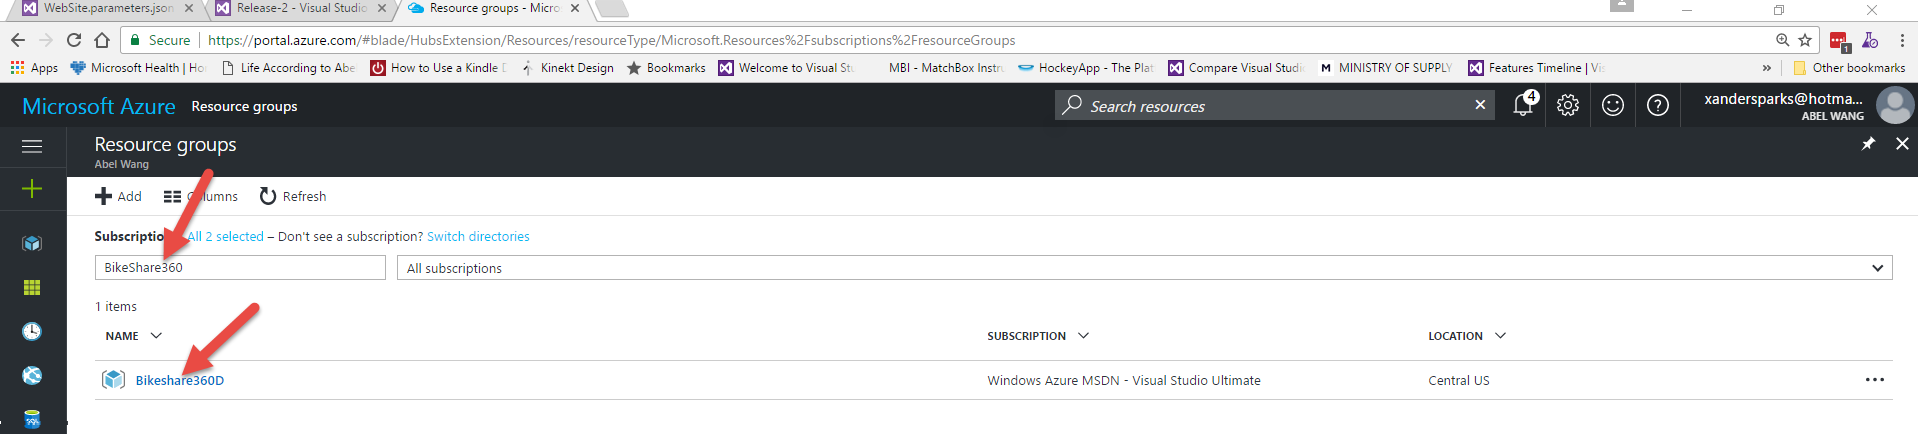 WebSite.parameters.json
Release-2 - Visual Studio
Resource groups - Micro
Secure
https://portal.azure.com/#blade/HubsExtension/Resources/resourceType/Microsoft.Resources%2Fsubscriptions%2FresourceGroups
1
Apps
Microsoft Health | Ho
Life According to Abe
How to Use a Kindle D
Kinekt Design
Bookmarks
Welcome to Visual Stu
MBI - MatchBox Instru
HockeyApp - The Plat
Compare Visual Studio
M MINISTRY OF SUPPLY
Features Timeline | Vis
» Other bookmarks
Microsoft Azure Resource groups
Search resources
4
xandersparks@hotma...
ABEL WANG
Resource groups
Abel Wang
Add
Columns
Refresh
All 2 selected – Don't see a subscription? Switch directories
BikeShare360
All subscriptions
1 items
NAME
SUBSCRIPTION
LOCATION
Bikeshare360D
Windows Azure MSDN - Visual Studio Ultimate
Central US